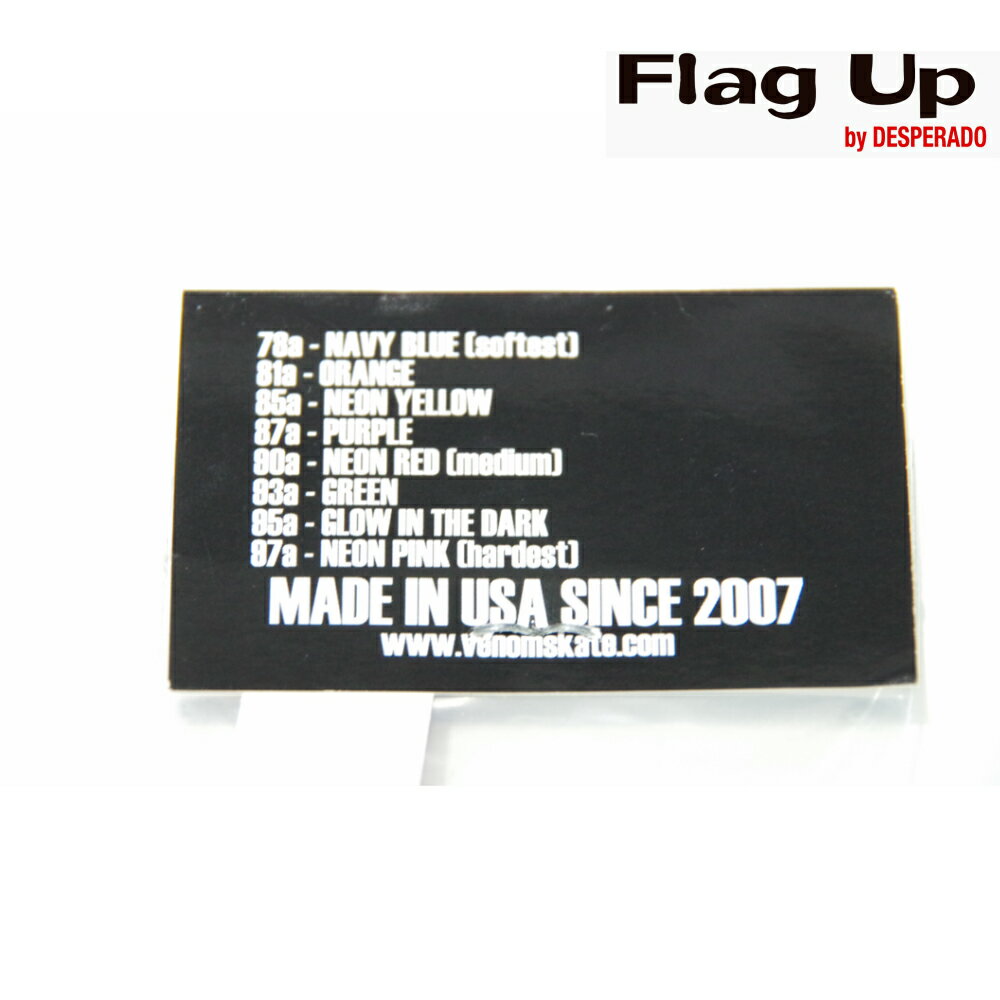 Flag Up
by DESPERADO
78a - NAVY BLUE (softest)
81a - ORANGE
85a - NEON YELLOW
87a - PURPLE
90a - NEON RED (medium)
93a - GREEN
95a - GLOW IN THE DARK
97a - NEON PINK (hardest)
MADE IN USA SINCE 2007
www.venomskate.com